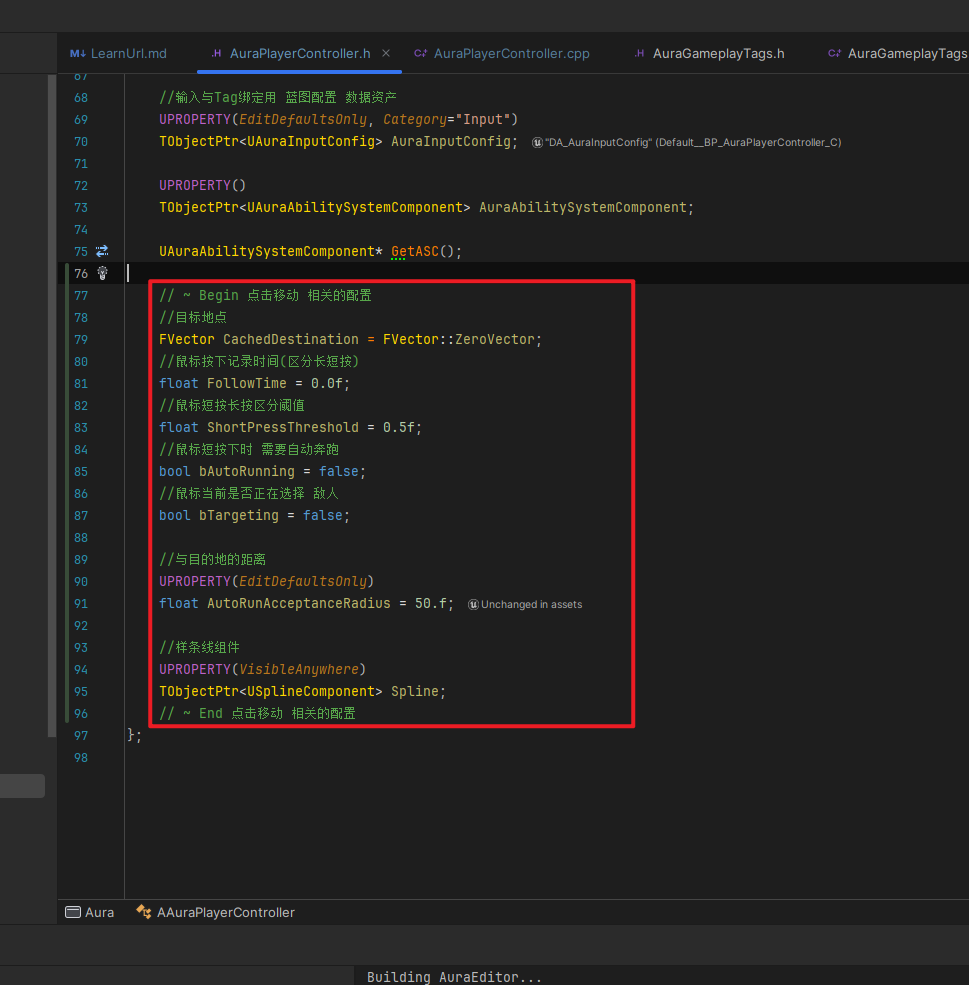 LearnUrl.md AuraPlayerController.h AuraPlayerController.cpp AuraGameplayTags.h AuraGameplayTags
67
68 //输入与Tag绑定用 蓝图配置 数据资产
69 UPROPERTY(EditDefaultsOnly, Category="Input")
70 TObjectPtr<UAuraInputConfig> AuraInputConfig; "DA_AuraInputConfig" (Default__BP_AuraPlayerController_C)
71
72 UPROPERTY()
73 TObjectPtr<UAuraAbilitySystemComponent> AuraAbilitySystemComponent;
74
75 UAuraAbilitySystemComponent* GetASC();
76
77 // ~ Begin 点击移动 相关的配置
78 //目标地点
79 FVector CachedDestination = FVector::ZeroVector;
80 //鼠标按下记录时间(区分长短按)
81 float FollowTime = 0.0f;
82 //鼠标短按长按区分阈值
83 float ShortPressThreshold = 0.5f;
84 //鼠标短按下时 需要自动奔跑
85 bool bAutoRunning = false;
86 //鼠标当前是否正在选择 敌人
87 bool bTargeting = false;
88
89 //与目的地的距离
90 UPROPERTY(EditDefaultsOnly)
91 float AutoRunAcceptanceRadius = 50.f; Unchanged in assets
92
93 //样条线组件
94 UPROPERTY(VisibleAnywhere)
95 TObjectPtr<USplineComponent> Spline;
96 // ~ End 点击移动 相关的配置
97 };
98
Aura AAuraPlayerController
Building AuraEditor...